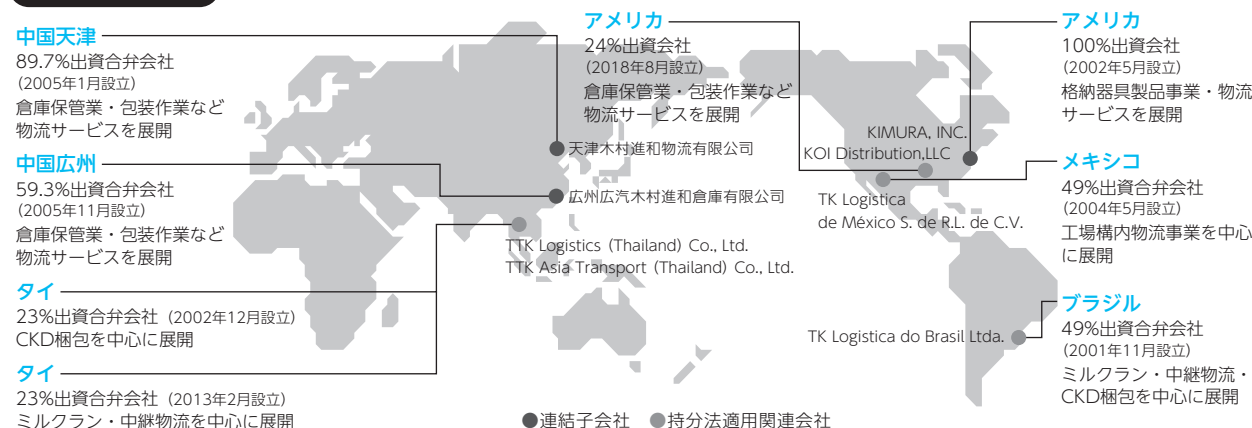 中国天津
89.7%出資合弁会社
(2005年1月設立)
倉庫保管業・包装作業など
物流サービスを展開
中国広州
59.3%出資合弁会社
(2005年11月設立)
倉庫保管業・包装作業など
物流サービスを展開
タイ
23%出資合弁会社 (2002年12月設立)
CKD梱包を中心に展開
タイ
23%出資合弁会社 (2013年2月設立)
ミルクラン・中継物流を中心に展開
アメリカ
24%出資会社
(2018年8月設立)
倉庫保管業・包装作業など
物流サービスを展開
天津木村進和物流有限公司
広州広汽木村進和倉庫有限公司
TTK Logistics (Thailand) Co., Ltd.
TTK Asia Transport (Thailand) Co., Ltd.
KIMURA, INC.
KOI Distribution,LLC
TK Logistica
de México S. de R.L. de C.V.
TK Logistica do Brasil Ltda.
アメリカ
100%出資会社
(2002年5月設立)
格納器具製品事業・物流
サービスを展開
メキシコ
49%出資合弁会社
(2004年5月設立)
工場構内物流事業を中心
に展開
ブラジル
49%出資合弁会社
(2001年11月設立)
ミルクラン・中継物流・
CKD梱包を中心に展開
●連結子会社 ●持分法適用関連会社